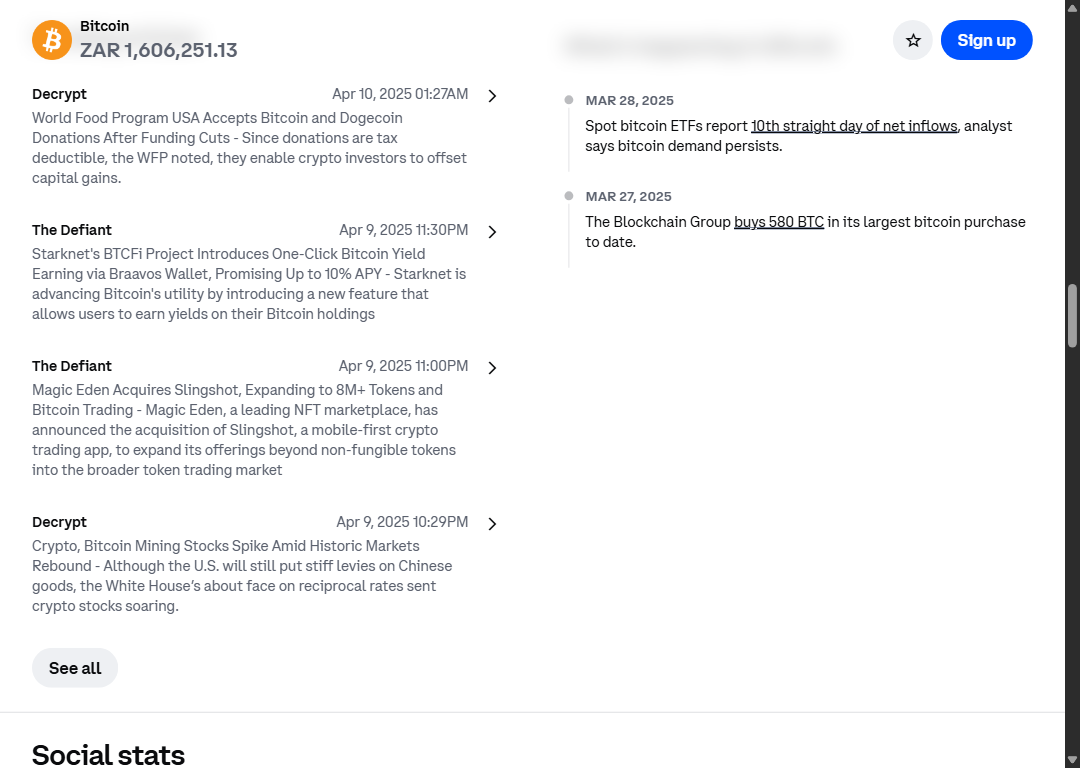 Bitcoin
ZAR 1,606,251.13
Sign up
Decrypt
Apr 10, 2025 01:27AM
World Food Program USA Accepts Bitcoin and Dogecoin
Donations After Funding Cuts - Since donations are tax
deductible, the WFP noted, they enable crypto investors to offset
capital gains.
The Defiant
Apr 9, 2025 11:30PM
Starknet's BTCFi Project Introduces One-Click Bitcoin Yield
Earning via Braavos Wallet, Promising Up to 10% APY - Starknet is
advancing Bitcoin's utility by introducing a new feature that
allows users to earn yields on their Bitcoin holdings
The Defiant
Apr 9, 2025 11:00PM
Magic Eden Acquires Slingshot, Expanding to 8M+ Tokens and
Bitcoin Trading - Magic Eden, a leading NFT marketplace, has
announced the acquisition of Slingshot, a mobile-first crypto
trading app, to expand its offerings beyond non-fungible tokens
into the broader token trading market
Decrypt
Apr 9, 2025 10:29PM
Crypto, Bitcoin Mining Stocks Spike Amid Historic Markets
Rebound - Although the U.S. will still put stiff levies on Chinese
goods, the White House’s about face on reciprocal rates sent
crypto stocks soaring.
See all
MAR 28, 2025
Spot bitcoin ETFs report 10th straight day of net inflows, analyst
says bitcoin demand persists.
MAR 27, 2025
The Blockchain Group buys 580 BTC in its largest bitcoin purchase
to date.
Social stats